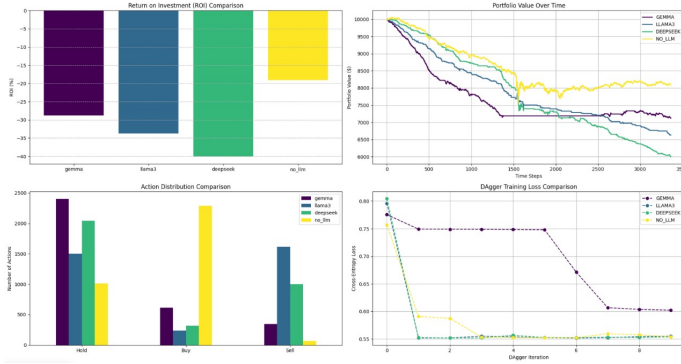 Return on Investment (ROI) Comparison
0
−5
−10
−15
−20
−25
−30
−35
−40
ROI (%)
gemma
llama3
deepseek
no_llm
Portfolio Value Over Time
10000
9500
9000
8500
8000
7500
7000
6500
6000
Portfolio Value ($)
0
500
1000
1500
2000
2500
3000
Time Steps
GEMMA
LLAMA3
DEEPSEEK
NO_LLM
Action Distribution Comparison
2500
2000
1500
1000
500
0
Number of Actions
Hold
Buy
Sell
gemma
llama3
deepseek
no_llm
DAgger Training Loss Comparison
0.80
0.75
0.70
0.65
0.60
0.55
Cross-Entropy Loss
0
2
4
6
8
DAgger Iteration
GEMMA
LLAMA3
DEEPSEEK
NO_LLM